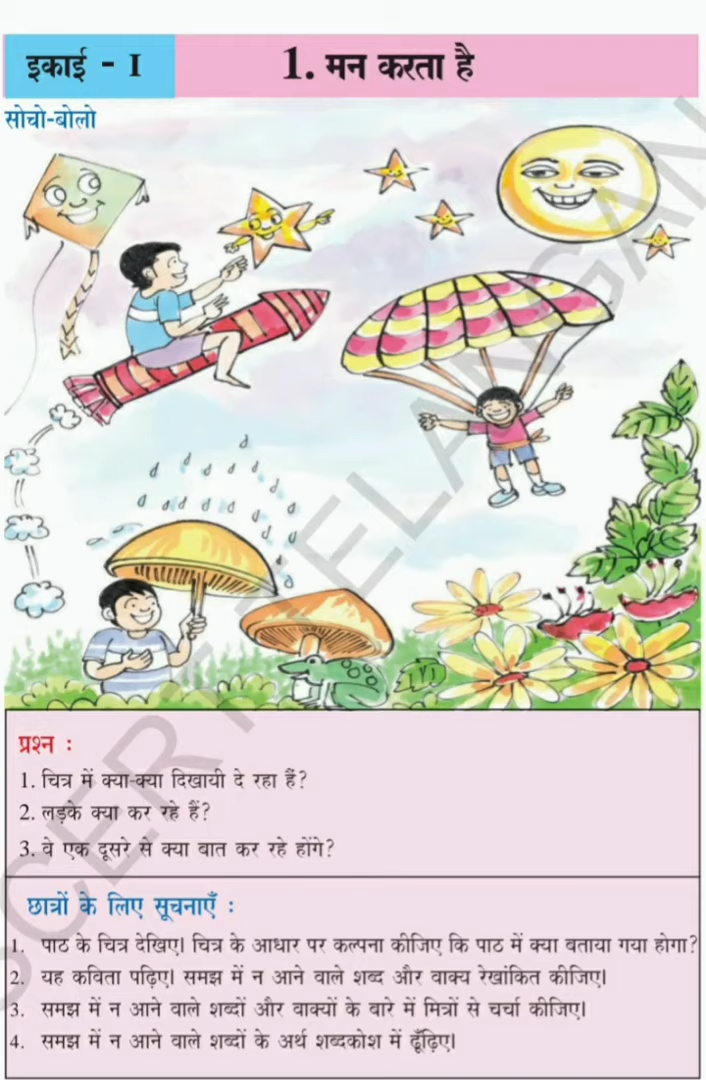 इकाई - I
1. मन करता है
सोचो-बोलो
प्रश्न :
1. चित्र में क्या-क्या दिखायी दे रहा हैं?
2. लड़के क्या कर रहे हैं?
3. वे एक दूसरे से क्या बात कर रहे होंगे?
छात्रों के लिए सूचनाएँ :
1. पाठ के चित्र देखिए। चित्र के आधार पर कल्पना कीजिए कि पाठ में क्या बताया गया होगा?
2. यह कविता पढ़िए। समझ में न आने वाले शब्द और वाक्य रेखांकित कीजिए।
3. समझ में न आने वाले शब्दों और वाक्यों के बारे में मित्रों से चर्चा कीजिए।
4. समझ में न आने वाले शब्दों के अर्थ शब्दकोश में ढूँढ़िए।
SCERT TELANGAN